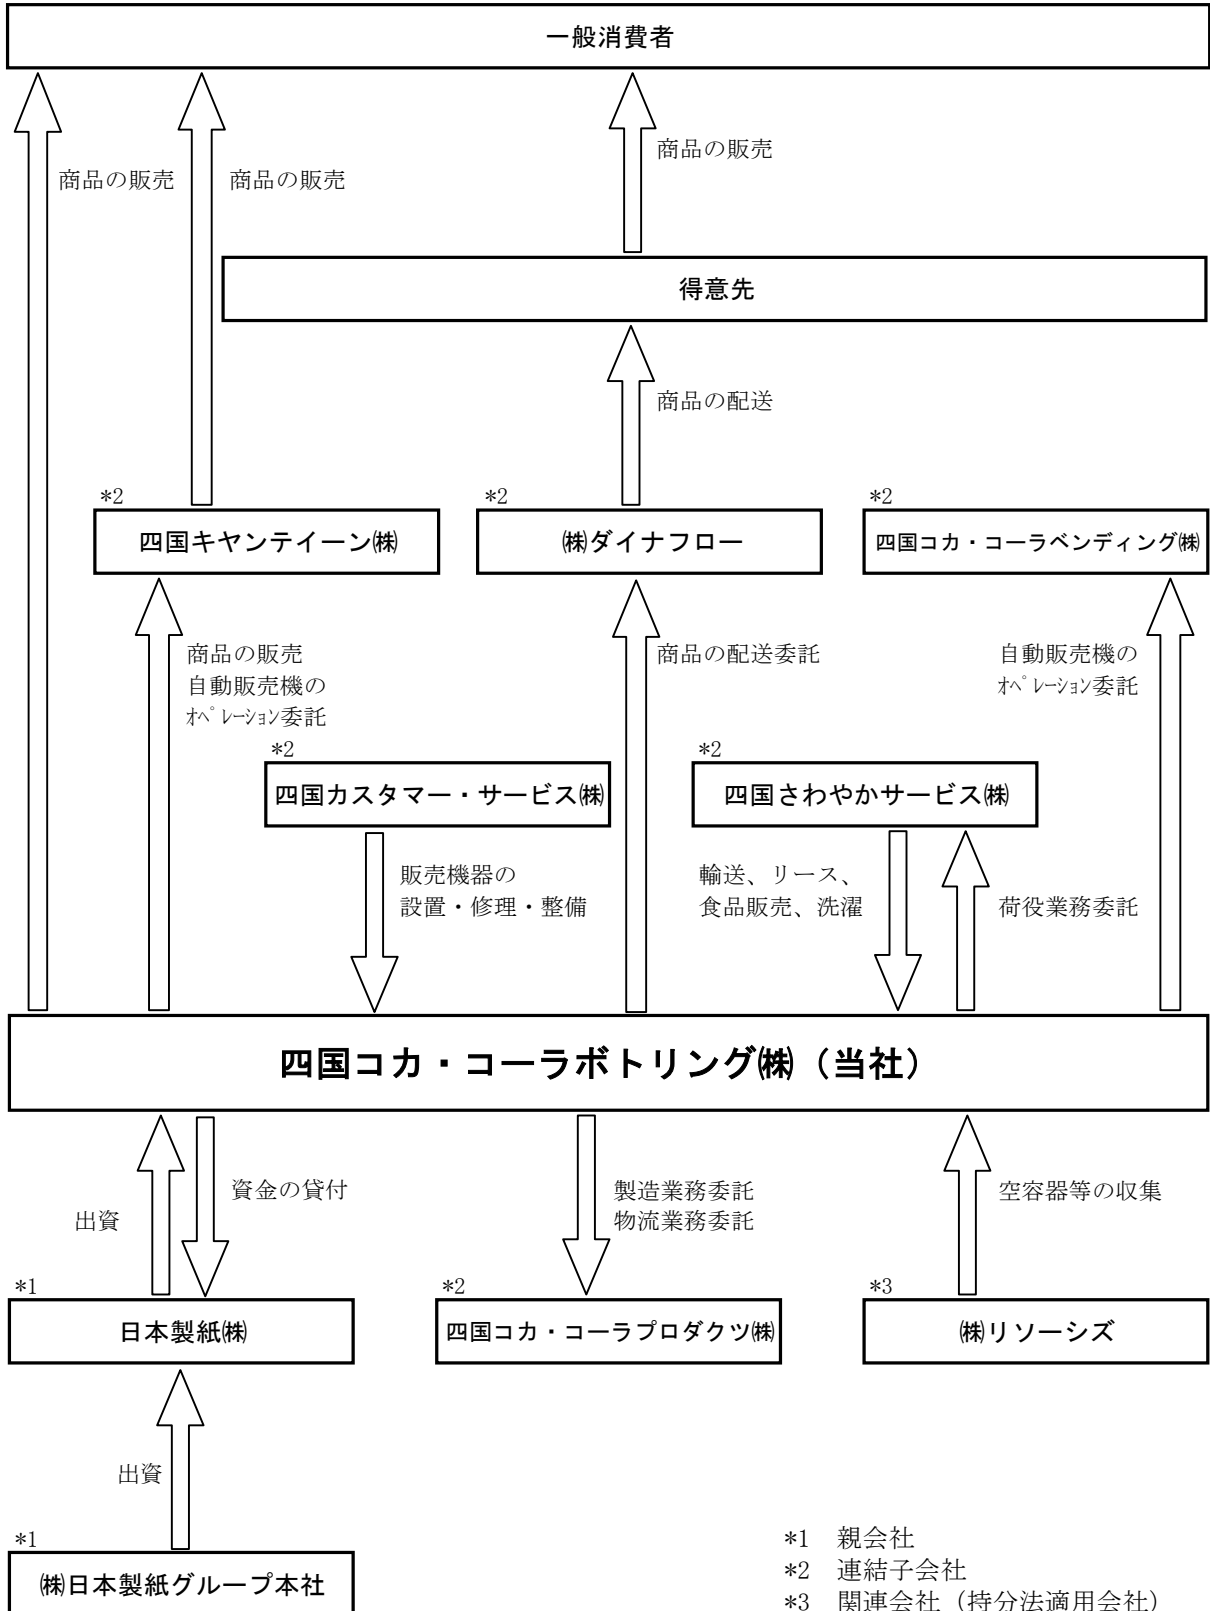 一般消費者
商品の販売
商品の販売
商品の販売
得意先
商品の配送
*2
四国キヤンテイーン㈱
*2
㈱ダイナフロー
*2
四国コカ・コーラベンディング㈱
商品の販売
自動販売機の
ｵﾍﾟﾚｰｼｮﾝ委託
商品の配送委託
自動販売機の
ｵﾍﾟﾚｰｼｮﾝ委託
*2
四国カスタマー・サービス㈱
*2
四国さわやかサービス㈱
販売機器の
設置・修理・整備
輸送、リース、
食品販売、洗濯
荷役業務委託
四国コカ・コーラボトリング㈱（当社）
出資
資金の貸付
製造業務委託
物流業務委託
空容器等の収集
*1
日本製紙㈱
*2
四国コカ・コーラプロダクツ㈱
*3
㈱リソーシズ
出資
*1
㈱日本製紙グループ本社
*1　親会社
*2　連結子会社
*3　関連会社（持分法適用会社）